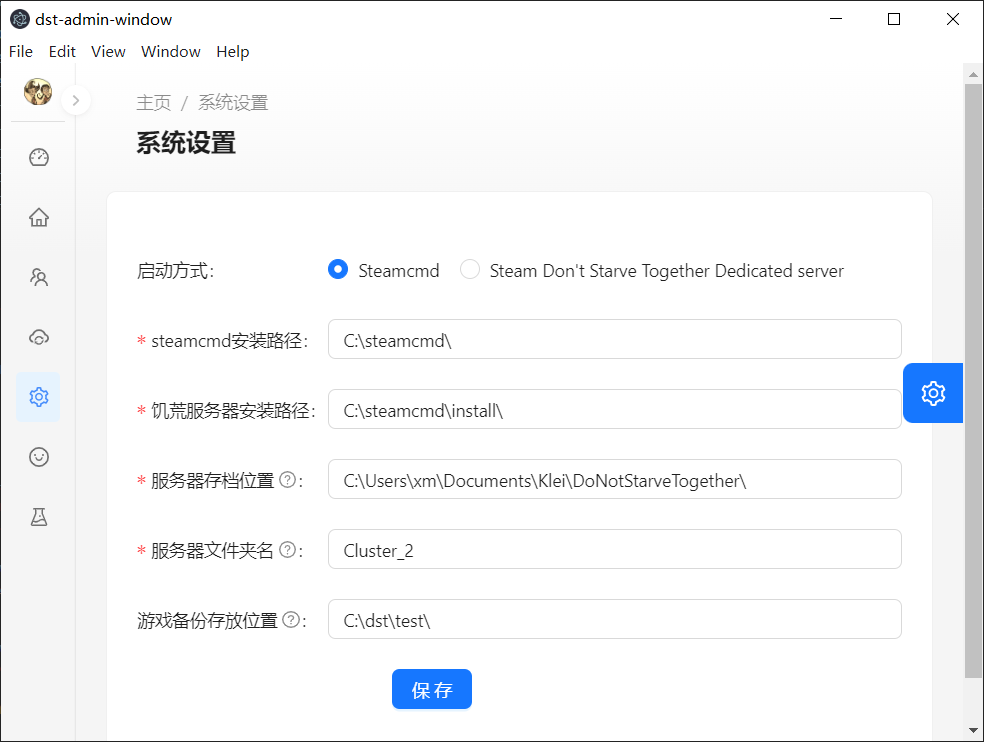 dst-admin-window
File Edit View Window Help
主页 / 系统设置
系统设置
启动方式: Steamcmd Steam Don't Starve Together Dedicated server
* steamcmd安装路径: C:\steamcmd\
* 饥荒服务器安装路径: C:\steamcmd\install\
* 服务器存档位置 ? : C:\Users\xm\Documents\Klei\DoNotStarveTogether\
* 服务器文件夹名 ? : Cluster_2
游戏备份存放位置 ? : C:\dst\test\
保存